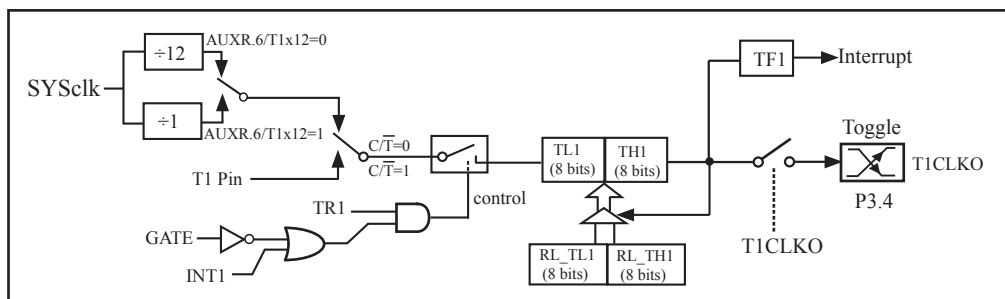 ÷12
AUXR.6/T1x12=0
SYSclk
÷1
AUXR.6/T1x12=1
C/T̅=0
C/T̅=1
T1 Pin
TR1
control
GATE
INT1
TL1
(8 bits)
TH1
(8 bits)
RL_TL1
(8 bits)
RL_TH1
(8 bits)
TF1
Interrupt
Toggle
T1CLKO
P3.4
T1CLKO